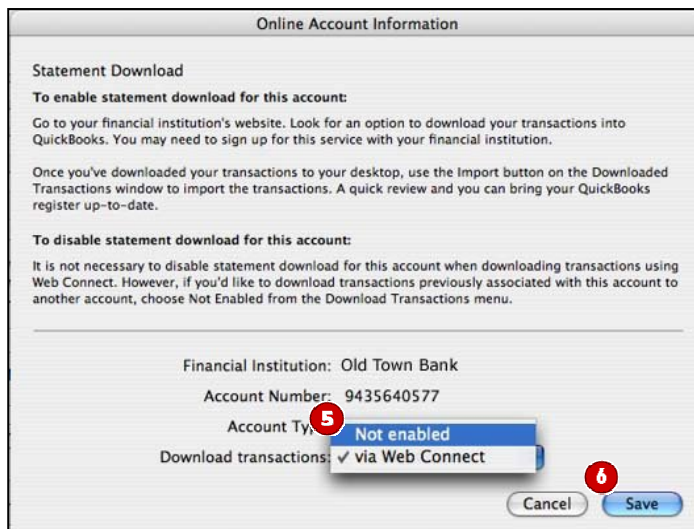 Online Account Information
Statement Download
To enable statement download for this account:
Go to your financial institution's website. Look for an option to download your transactions into
QuickBooks. You may need to sign up for this service with your financial institution.
Once you've downloaded your transactions to your desktop, use the Import button on the Downloaded
Transactions window to import the transactions. A quick review and you can bring your QuickBooks
register up-to-date.
To disable statement download for this account:
It is not necessary to disable statement download for this account when downloading transactions using
Web Connect. However, if you'd like to download transactions previously associated with this account to
another account, choose Not Enabled from the Download Transactions menu.
Financial Institution: Old Town Bank
Account Number: 9435640577
Account Typ 5
Not enabled
Download transactions: ✓ via Web Connect
6
Cancel Save